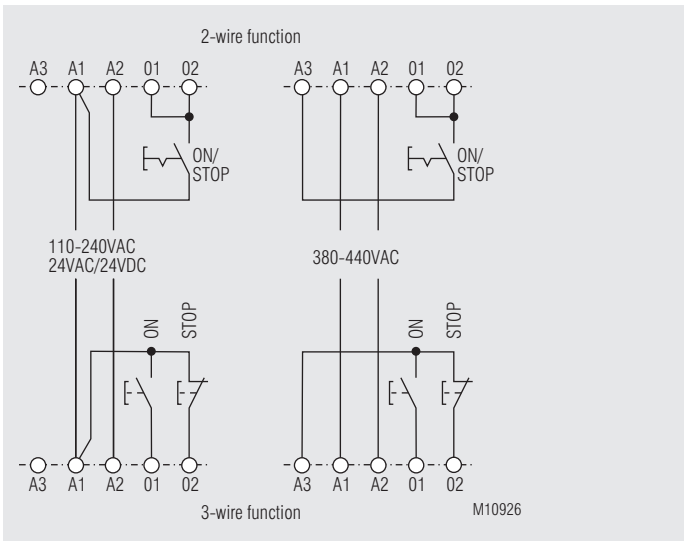 2-wire function
A3 A1 A2 01 02
A3 A1 A2 01 02
ON/
STOP
ON/
STOP
110-240VAC
24VAC/24VDC
380-440VAC
ON
STOP
ON
STOP
A3 A1 A2 01 02
A3 A1 A2 01 02
3-wire function
M10926